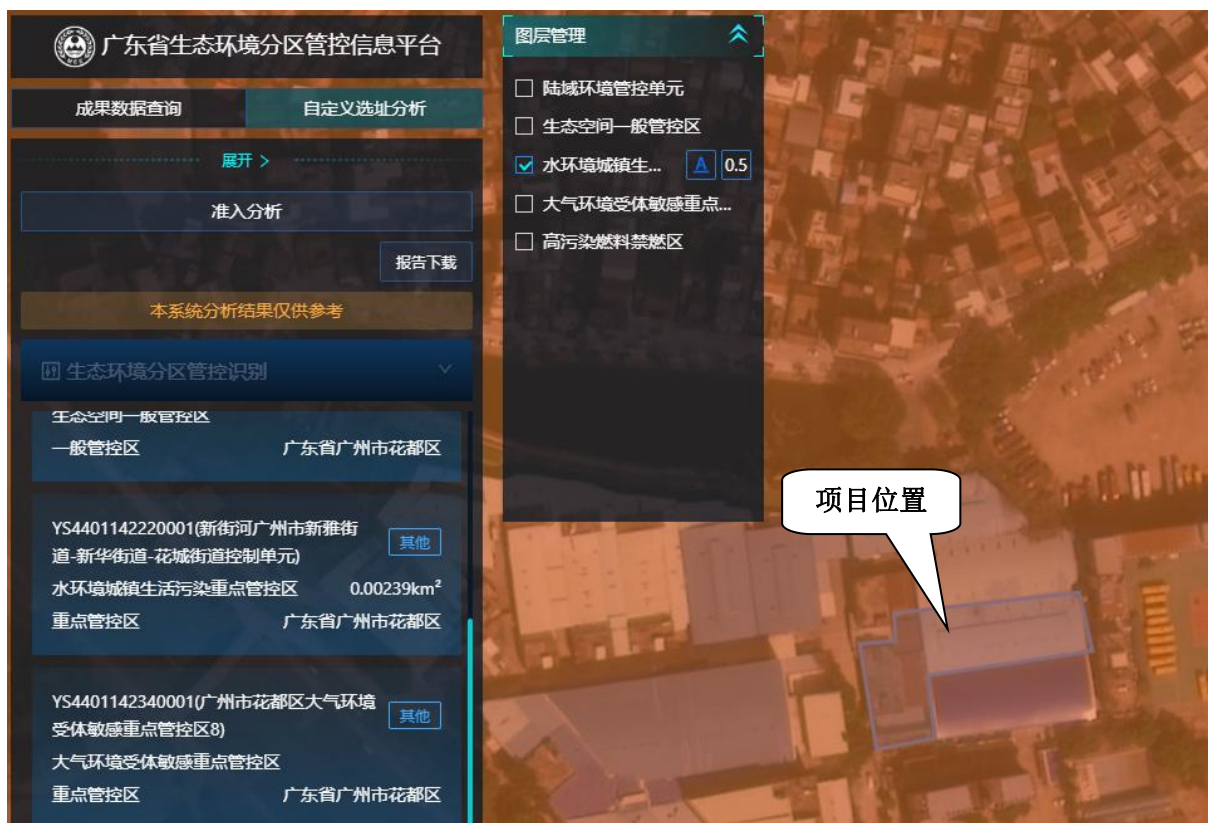 广东省生态环境分区管控信息平台
成果数据查询
自定义选址分析
展开 >
准入分析
报告下载
本系统分析结果仅供参考
生态环境分区管控识别
生态空间一般管控区
一般管控区 广东省广州市花都区
YS4401142220001(新街河广州市新雅街
道-新华街道-花城街道控制单元)
其他
水环境城镇生活污染重点管控区 0.00239km²
重点管控区 广东省广州市花都区
YS4401142340001(广州市花都区大气环境
受体敏感重点管控区8)
其他
大气环境受体敏感重点管控区
重点管控区 广东省广州市花都区
图层管理
陆域环境管控单元
生态空间一般管控区
水环境城镇生... A 0.5
大气环境受体敏感重点...
高污染燃料禁燃区
项目位置